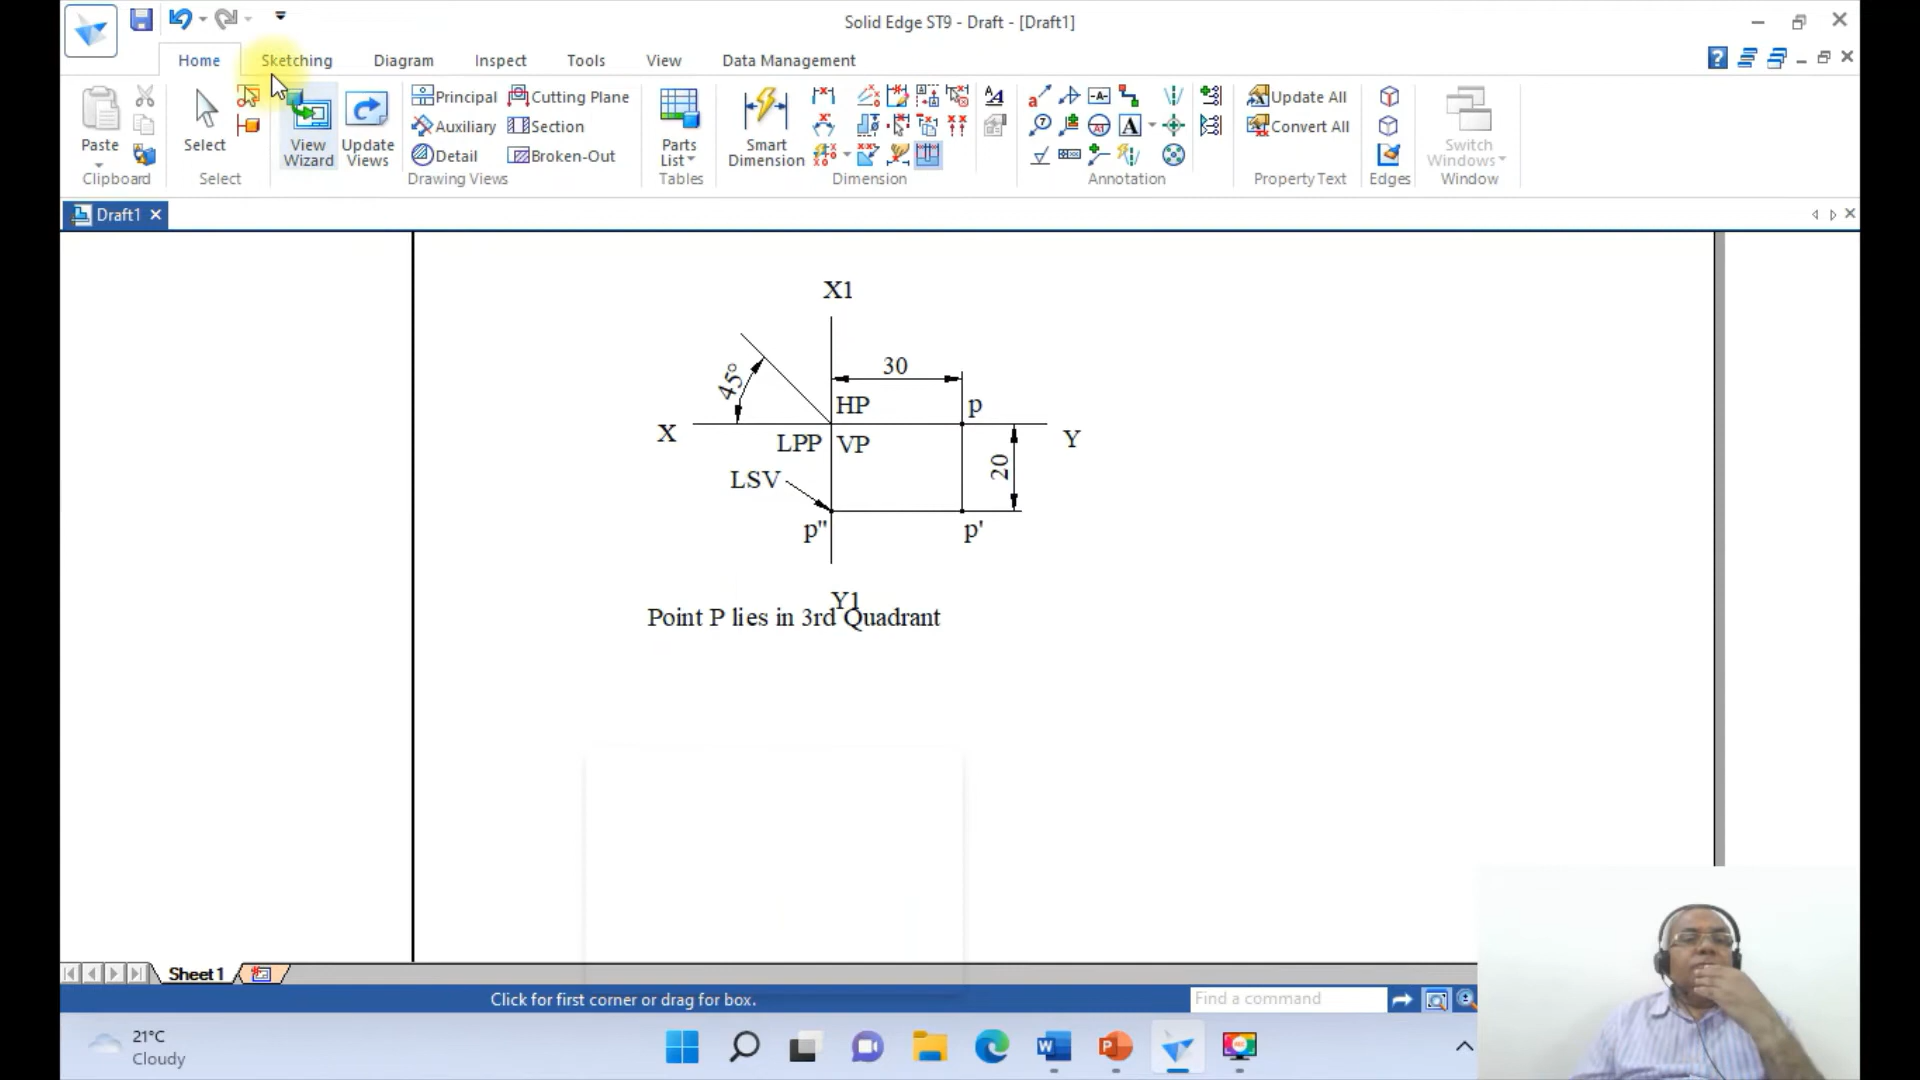 Solid Edge ST9 - Draft - [Draft1]
Home Sketching Diagram Inspect Tools View Data Management
Paste
Clipboard
Select
Select
View Wizard
Update Views
Principal
Auxiliary
Detail
Cutting Plane
Section
Broken-Out
Drawing Views
Parts List
Tables
Smart Dimension
Dimension
Annotation
Update All
Convert All
Property Text
Edges
Switch Windows
Window
Draft1
X1
45°
30
HP
p
X
LPP
VP
Y
20
LSV
p"
p'
Y1
Point P lies in 3rd Quadrant
Sheet1
Click for first corner or drag for box.
Find a command
21°C
Cloudy